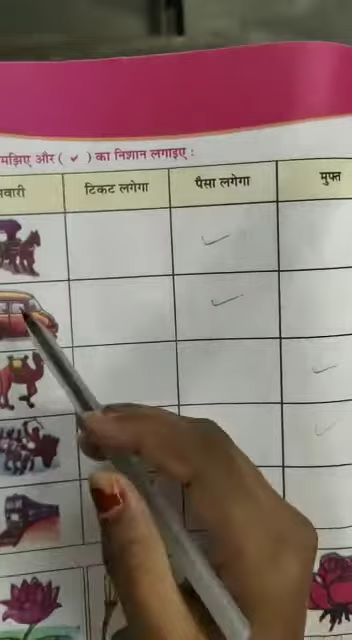 मझिए और ( ✓ ) का निशान लगाइए :
वारी टिकट लगेगा पैसा लगेगा मुफ्त